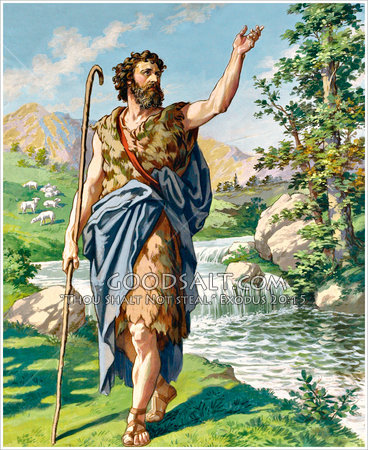 GOODSALT.COM
"THOU SHALT NOT STEAL" EXODUS 20:15